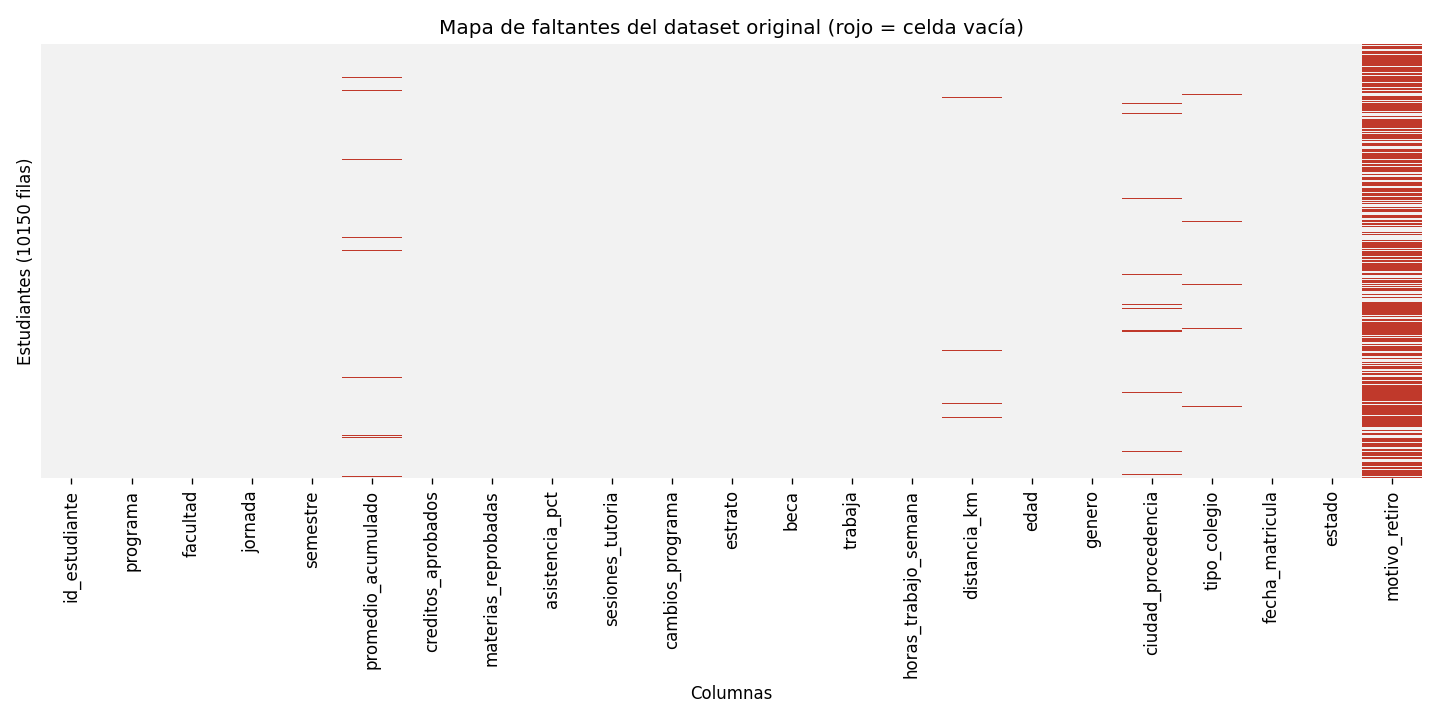 Mapa de faltantes del dataset original (rojo = celda vacía)
Estudiantes (10150 filas)
id_estudiante
programa
facultad
jornada
semestre
promedio_acumulado
creditos_aprobados
materias_reprobadas
asistencia_pct
sesiones_tutoria
cambios_programa
estrato
beca
trabaja
horas_trabajo_semana
distancia_km
edad
genero
ciudad_procedencia
tipo_colegio
fecha_matricula
estado
motivo_retiro
Columnas